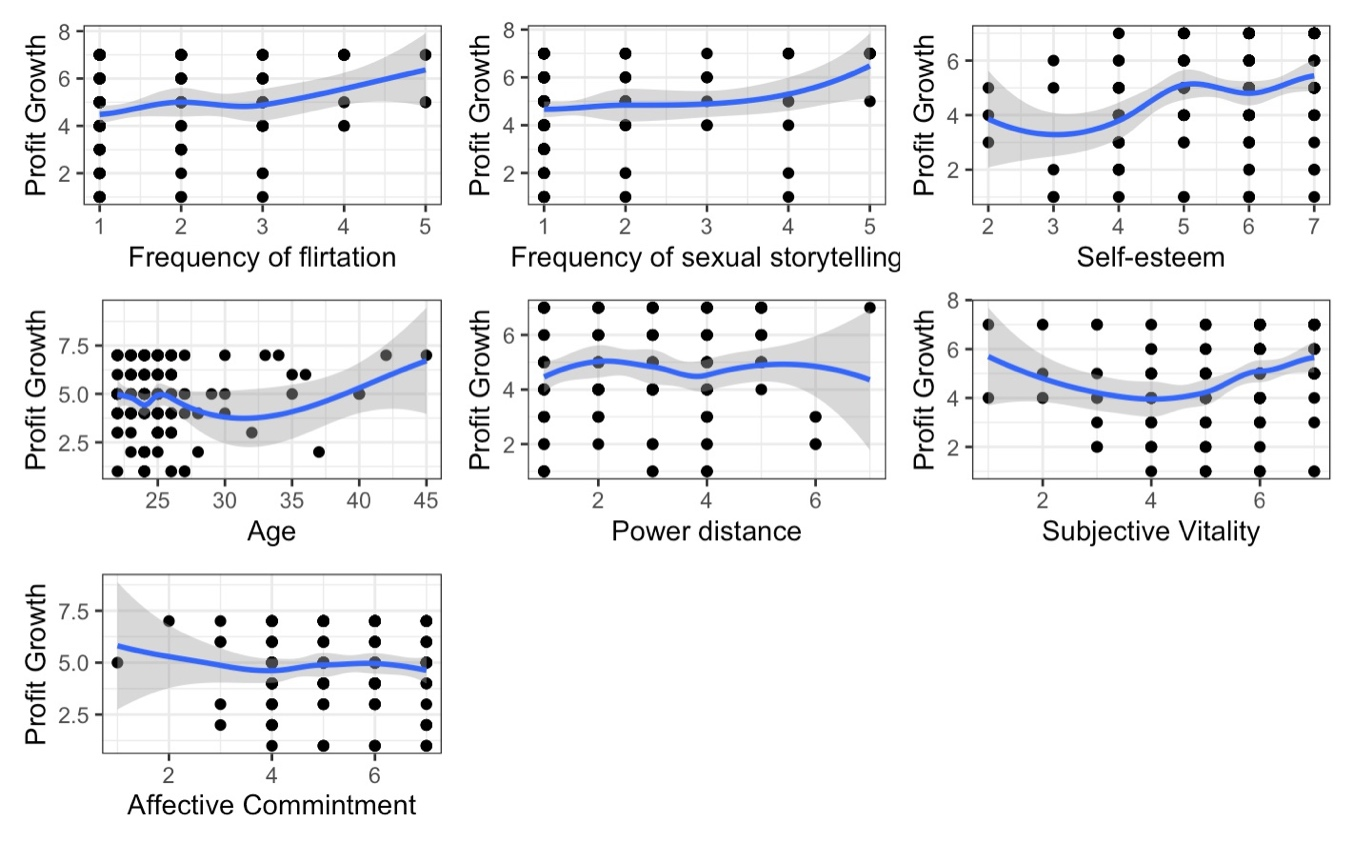 Profit Growth
8
6
4
2
1 2 3 4 5
Frequency of flirtation
Profit Growth
8
6
4
2
1 2 3 4 5
Frequency of sexual storytelling
Profit Growth
6
4
2
2 3 4 5 6 7
Self-esteem
Profit Growth
7.5
5.0
2.5
25 30 35 40 45
Age
Profit Growth
6
4
2
2 4 6
Power distance
Profit Growth
8
6
4
2
2 4 6
Subjective Vitality
Profit Growth
7.5
5.0
2.5
2 4 6
Affective Commintment